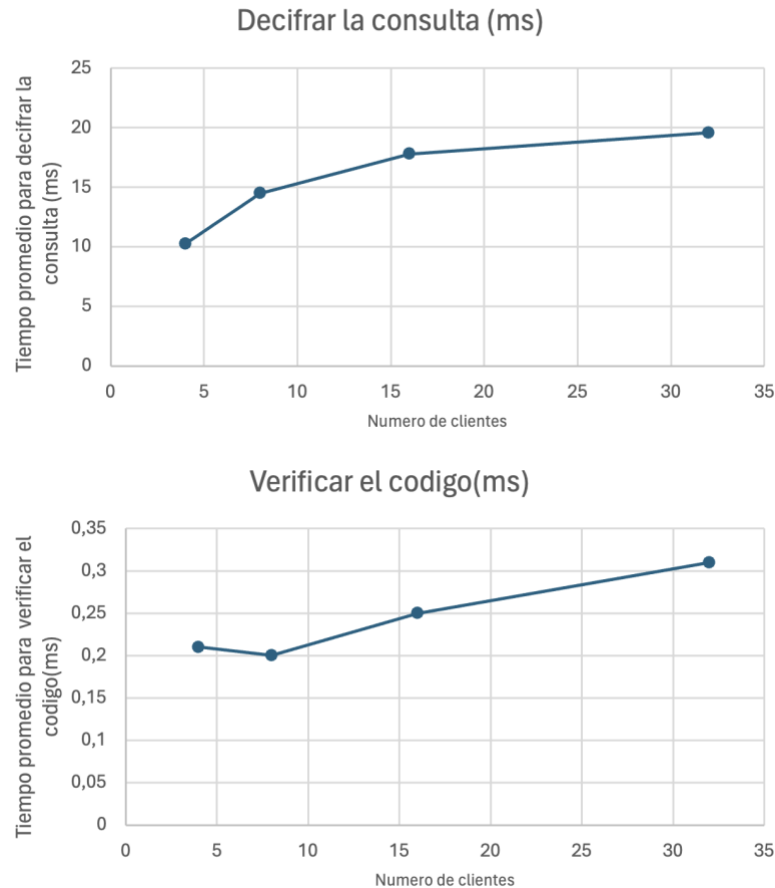 Decifrar la consulta (ms)
Tiempo promedio para decifrar la
consulta (ms)
25
20
15
10
5
0
0 5 10 15 20 25 30 35
Numero de clientes
Verificar el codigo(ms)
Tiempo promedio para verificar el
codigo(ms)
0,35
0,3
0,25
0,2
0,15
0,1
0,05
0
0 5 10 15 20 25 30 35
Numero de clientes